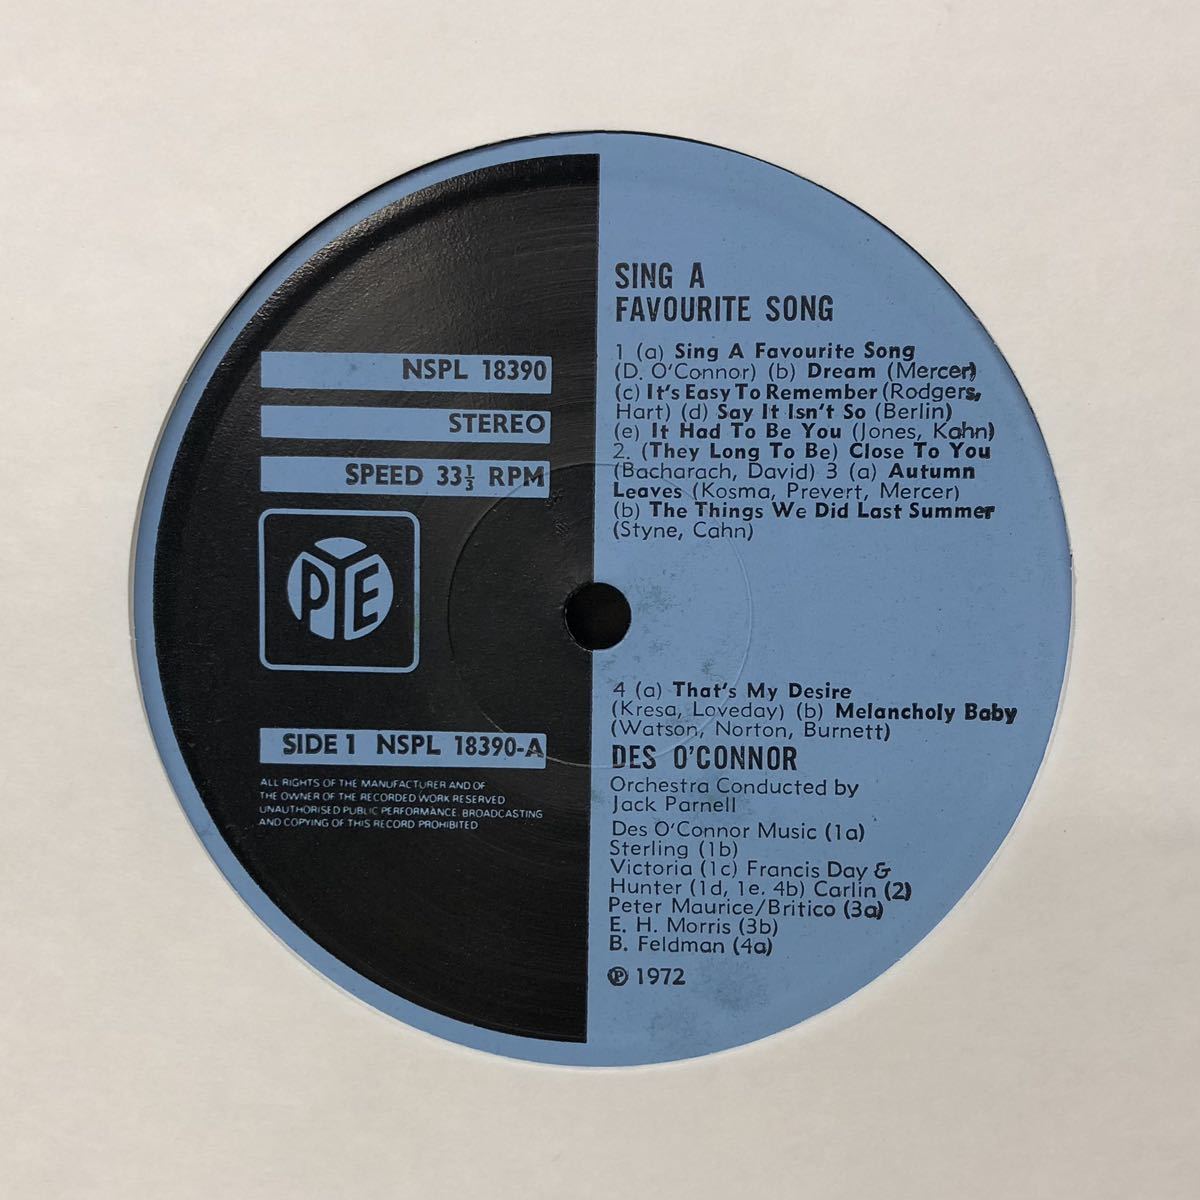 SING A
FAVOURITE SONG
1 (a) Sing A Favourite Song
(D. O'Connor) (b) Dream (Mercer)
(c) It's Easy To Remember (Rodgers,
Hart) (d) Say It Isn't So (Berlin)
(e) It Had To Be You (Jones, Kahn)
2. (They Long To Be) Close To You
(Bacharach, David) 3 (a) Autumn
Leaves (Kosma, Prevert, Mercer)
(b) The Things We Did Last Summer
(Styne, Cahn)
NSPL 18390
STEREO
SPEED 33⅓ RPM
PYE
SIDE 1 NSPL 18390-A
ALL RIGHTS OF THE MANUFACTURER AND OF
THE OWNER OF THE RECORDED WORK RESERVED
UNAUTHORISED PUBLIC PERFORMANCE. BROADCASTING
AND COPYING OF THIS RECORD PROHIBITED
4 (a) That's My Desire
(Kresa, Loveday) (b) Melancholy Baby
(Watson, Norton, Burnett)
DES O'CONNOR
Orchestra Conducted by
Jack Parnell
Des O'Connor Music (1a)
Sterling (1b)
Victoria (1c) Francis Day &
Hunter (1d, 1e. 4b) Carlin (2)
Peter Maurice/Britico (3a)
E. H. Morris (3b)
B. Feldman (4a)
℗ 1972